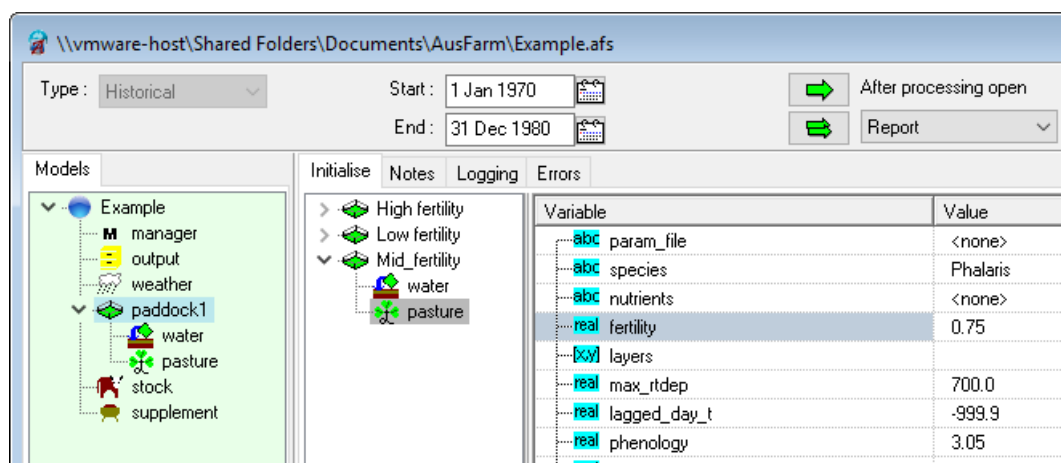 \\vmware-host\Shared Folders\Documents\AusFarm\Example.afs
Type : Historical
Start : 1 Jan 1970
After processing open
End : 31 Dec 1980
Report
Models
Example
M manager
output
weather
paddock1
water
pasture
stock
supplement
Initialise Notes Logging Errors
High fertility
Low fertility
Mid_fertility
water
pasture
Variable Value
abc param_file <none>
abc species Phalaris
abc nutrients <none>
real fertility 0.75
[x,y] layers
real max_rtdep 700.0
real lagged_day_t -999.9
real phenology 3.05